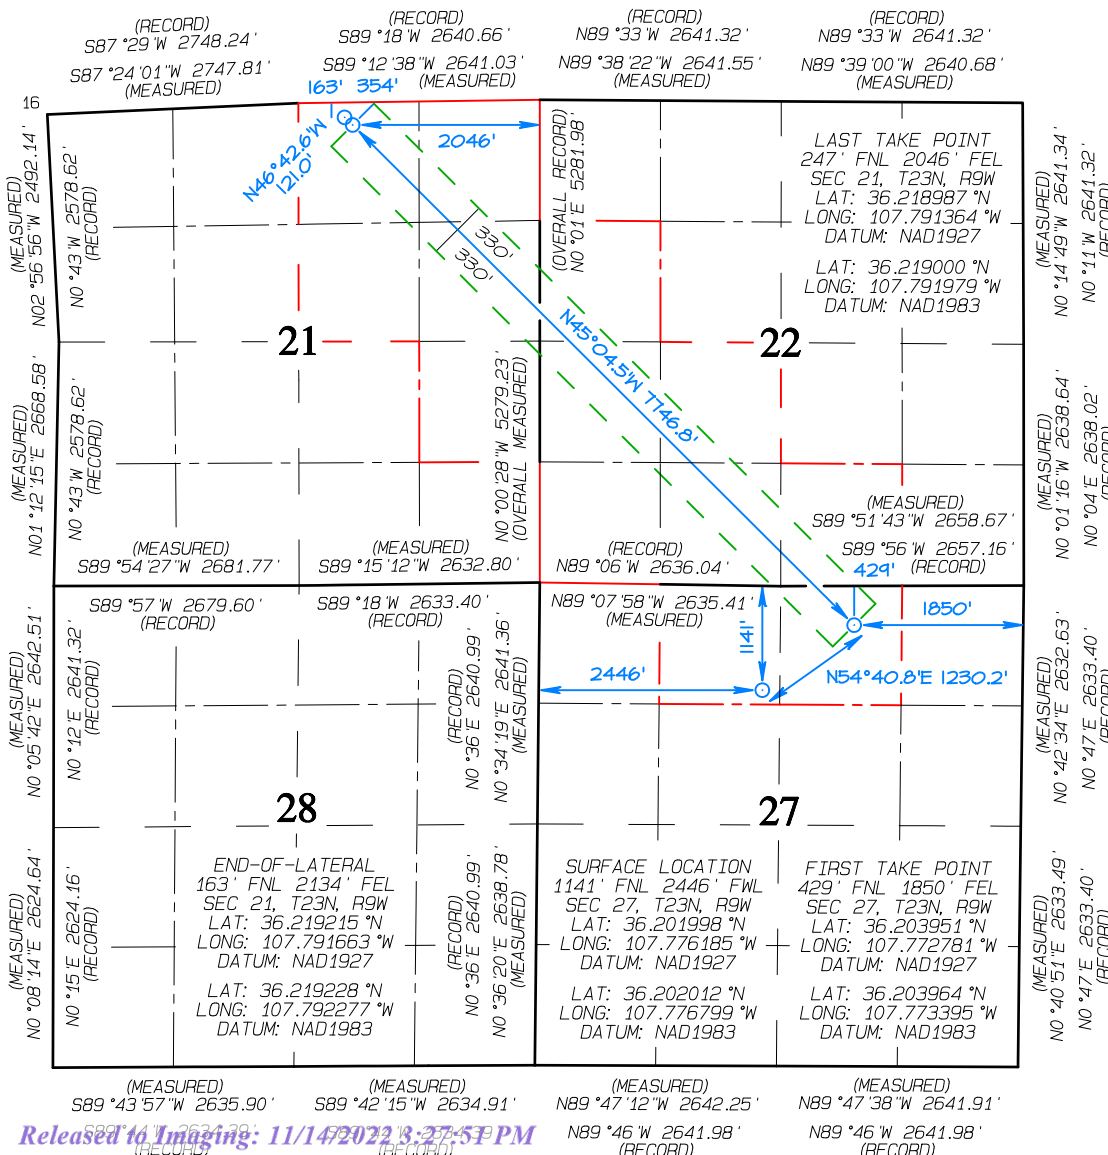 (RECORD)
S87°29'W 2748.24'
S87°24'01"W 2747.81'
(MEASURED)
(RECORD)
S89°18'W 2640.66'
S89°12'38"W 2641.03'
(MEASURED)
(RECORD)
N89°33'W 2641.32'
N89°38'22"W 2641.55'
(MEASURED)
(RECORD)
N89°33'W 2641.32'
N89°39'00"W 2640.68'
(MEASURED)
16
163' 354'
N46°42.6'W
121.0'
2046'
(OVERALL RECORD)
N0°01'E 5281.98'
LAST TAKE POINT
247' FNL 2046' FEL
SEC 21, T23N, R9W
LAT: 36.218987°N
LONG: 107.791364°W
DATUM: NAD1927
LAT: 36.219000°N
LONG: 107.791979°W
DATUM: NAD1983
(MEASURED)
N02°56'56"W 2492.14'
N0°43'W 2578.62'
(RECORD)
(MEASURED)
N0°14'49"W 2641.34'
N0°11'W 2641.32'
(RECORD)
330'
330'
21
22
N45°04.5'W 7746.8'
(MEASURED)
N01°12'15"E 2668.58'
N0°43'W 2578.62'
(RECORD)
N0°00'28"W 5279.23'
(OVERALL MEASURED)
(MEASURED)
N0°01'16"W 2638.64'
N0°04'E 2638.02'
(RECORD)
(MEASURED)
S89°54'27"W 2681.77'
(MEASURED)
S89°15'12"W 2632.80'
(RECORD)
N89°06'W 2636.04'
(MEASURED)
S89°51'43"W 2658.67'
S89°56'W 2657.16'
(RECORD)
429'
S89°57'W 2679.60'
(RECORD)
S89°18'W 2633.40'
(RECORD)
N89°07'58"W 2635.41'
(MEASURED)
1850'
1141'
2446'
N54°40.8'E 1230.2'
(MEASURED)
N0°05'42"E 2642.51'
N0°12'E 2641.32'
(RECORD)
(RECORD)
N0°36'E 2640.99'
N0°34'19"E 2641.36'
(MEASURED)
(MEASURED)
N0°42'34"E 2632.63'
N0°47'E 2633.40'
(RECORD)
28
27
(MEASURED)
N0°08'14"E 2624.64'
N0°15'E 2624.16'
(RECORD)
END-OF-LATERAL
163' FNL 2134' FEL
SEC 21, T23N, R9W
LAT: 36.219215°N
LONG: 107.791663°W
DATUM: NAD1927
LAT: 36.219228°N
LONG: 107.792277°W
DATUM: NAD1983
(RECORD)
N0°36'E 2640.99'
N0°36'20"E 2638.78'
(MEASURED)
SURFACE LOCATION
1141' FNL 2446' FWL
SEC 27, T23N, R9W
LAT: 36.201998°N
LONG: 107.776185°W
DATUM: NAD1927
LAT: 36.202012°N
LONG: 107.776799°W
DATUM: NAD1983
FIRST TAKE POINT
429' FNL 1850' FEL
SEC 27, T23N, R9W
LAT: 36.203951°N
LONG: 107.772781°W
DATUM: NAD1927
LAT: 36.203964°N
LONG: 107.773395°W
DATUM: NAD1983
(MEASURED)
N0°40'51"E 2633.49'
N0°47'E 2633.40'
(RECORD)
(MEASURED)
S89°43'57"W 2635.90'
(RECORD)
(MEASURED)
S89°42'15"W 2634.91'
(RECORD)
(MEASURED)
N89°47'12"W 2642.25'
N89°46'W 2641.98'
(RECORD)
(MEASURED)
N89°47'38"W 2641.91'
N89°46'W 2641.98'
(RECORD)
Released to Imaging: 11/14/2022 3:27:51 PM